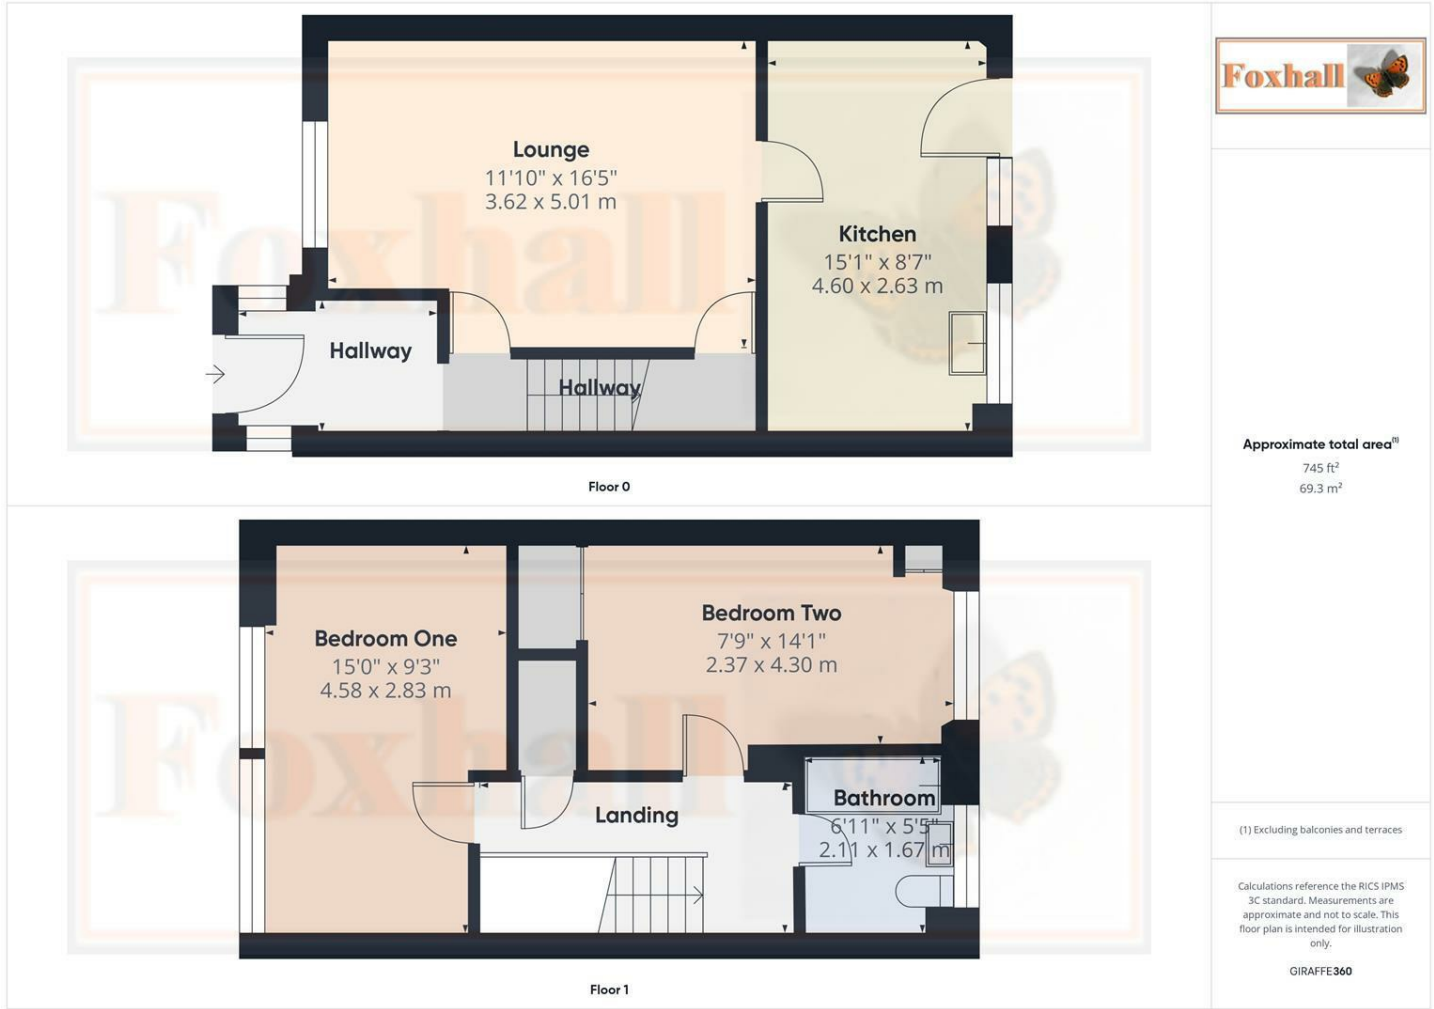 Lounge
11'10" x 16'5"
3.62 x 5.01 m
Kitchen
15'1" x 8'7"
4.60 x 2.63 m
Hallway
Hallway
Floor 0
Foxhall
Bedroom One
15'0" x 9'3"
4.58 x 2.83 m
Bedroom Two
7'9" x 14'1"
2.37 x 4.30 m
Landing
Bathroom
6'11" x 5'5"
2.11 x 1.67 m
Floor 1
Foxhall
Foxhall
Approximate total area⁽¹⁾
745 ft²
69.3 m²
(1) Excluding balconies and terraces
Calculations reference the RICS IPMS
3C standard. Measurements are
approximate and not to scale. This
floor plan is intended for illustration
only.
GIRAFFE360